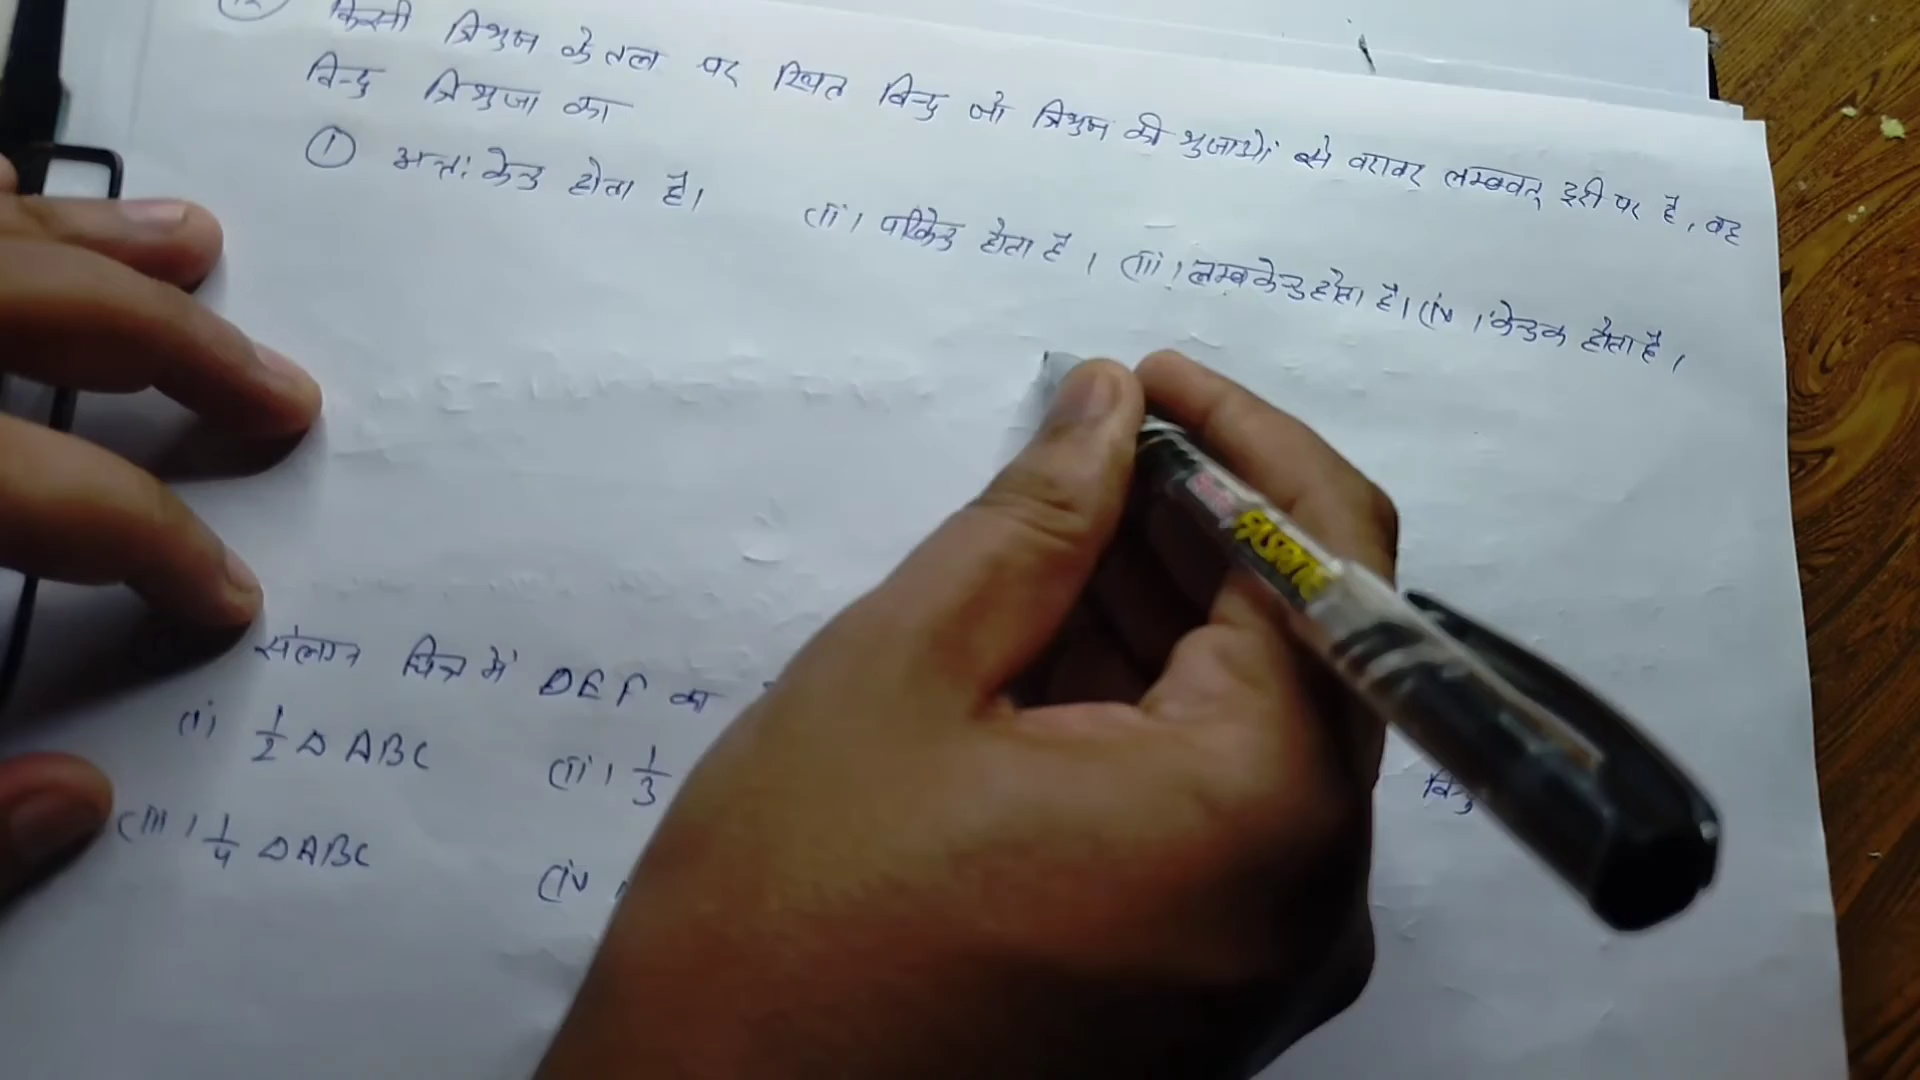 किसी त्रिभुज के तल पर स्थित बिन्दु जो त्रिभुज की भुजाओं से बराबर लम्बवत् दूरी पर है, वह
बिन्दु त्रिभुजा का
(i) अन्तः केन्द्र होता है। (ii) परिकेन्द्र होता है, (iii) लम्बकेन्द्र होता है। (iv) केन्द्रक होता है,
संलग्न चित्र में DEF का
(i) 1/2 Δ ABC (ii) 1/3
बिन्दु
(iii) 1/4 Δ ABC (iv)